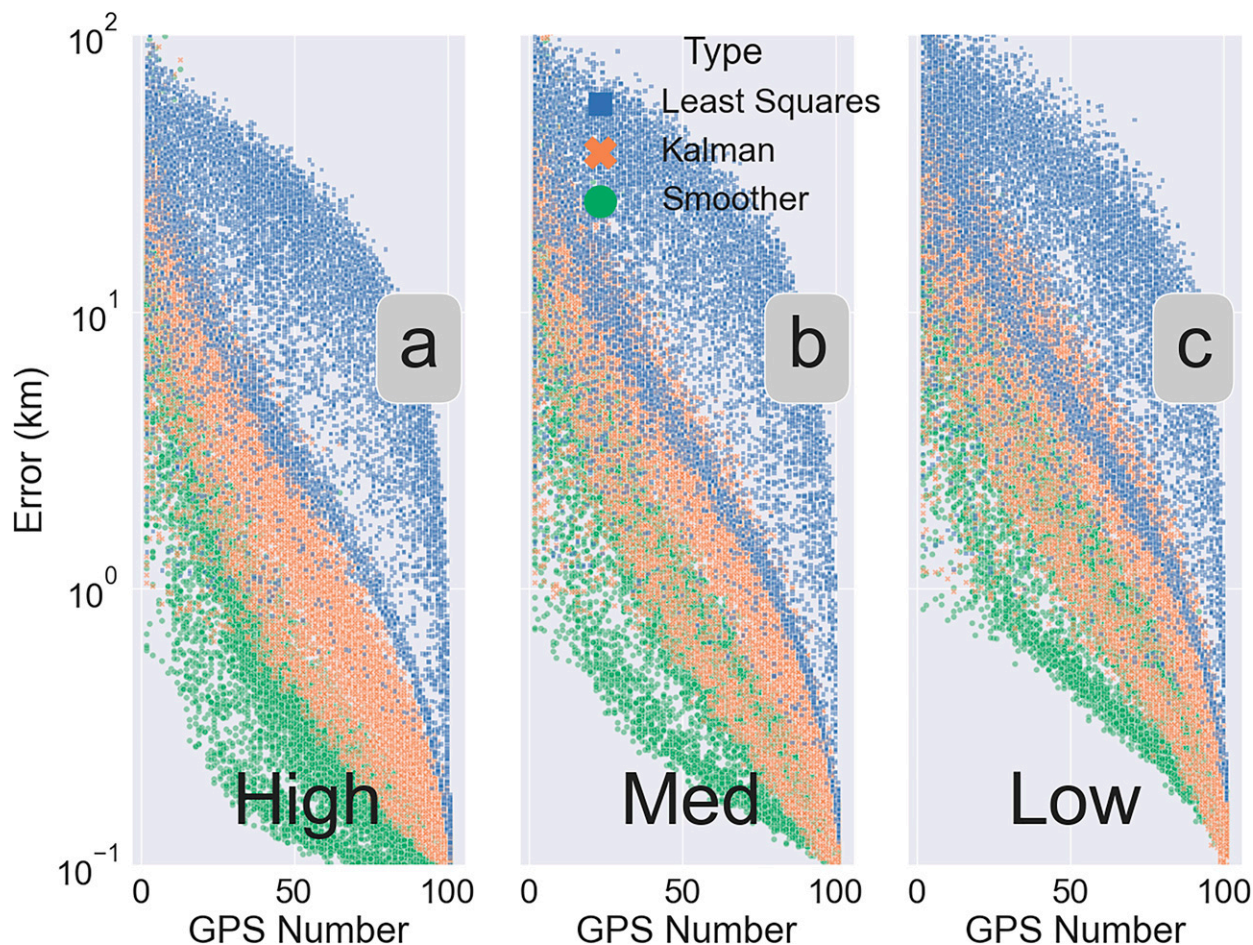 10²
10¹
10⁰
10⁻¹
Error (km)
Type
Least Squares
Kalman
Smoother
a
b
c
High
Med
Low
0 50 100
0 50 100
0 50 100
GPS Number
GPS Number
GPS Number